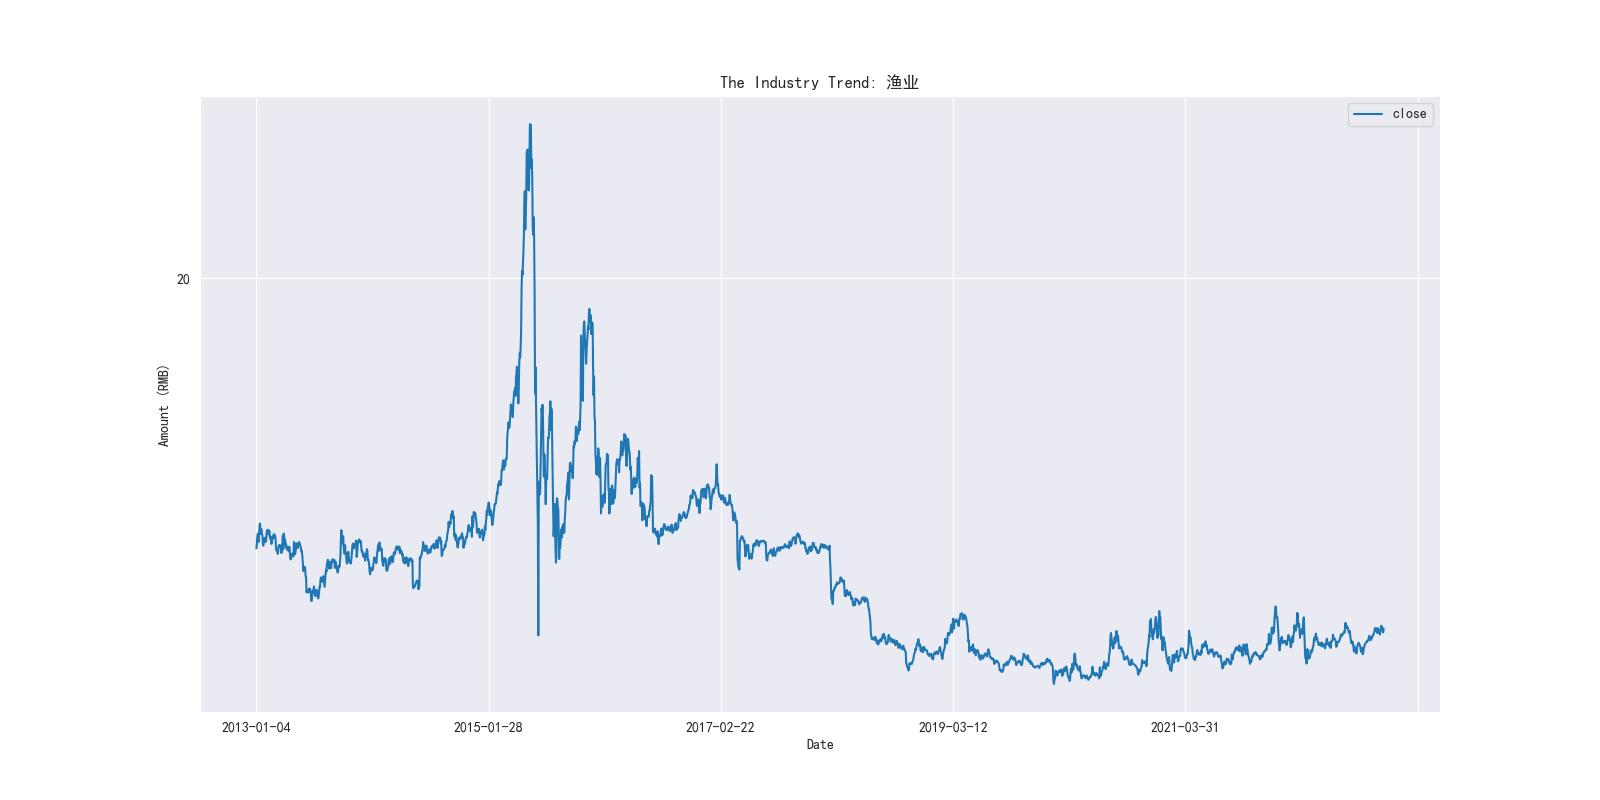 The Industry Trend: 渔业
close
20
Amount (RMB)
2013-01-04
2015-01-28
2017-02-22
2019-03-12
2021-03-31
Date